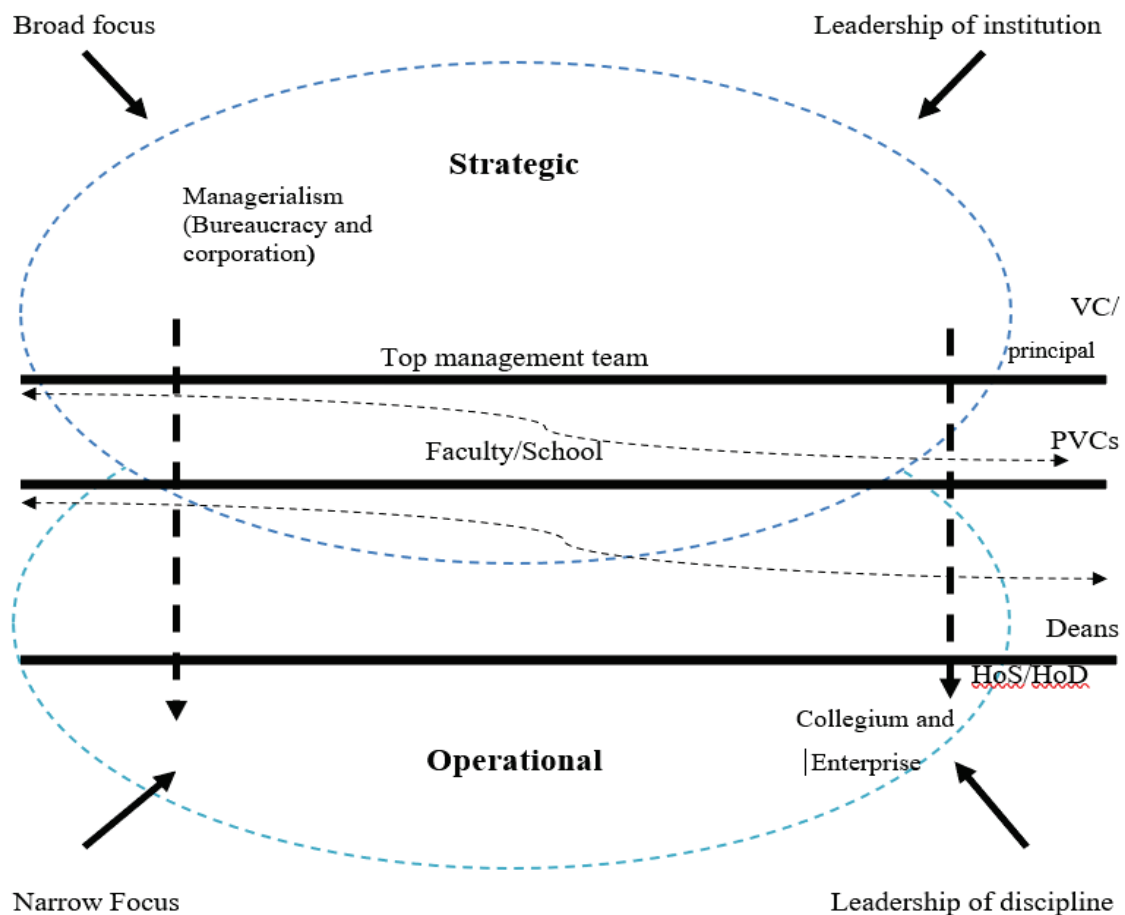 Broad focus
Leadership of institution
Strategic
Managerialism
(Bureaucracy and
corporation)
VC/
principal
Top management team
PVCs
Faculty/School
Deans
HoS/HoD
Collegium and
Enterprise
Operational
Narrow Focus
Leadership of discipline